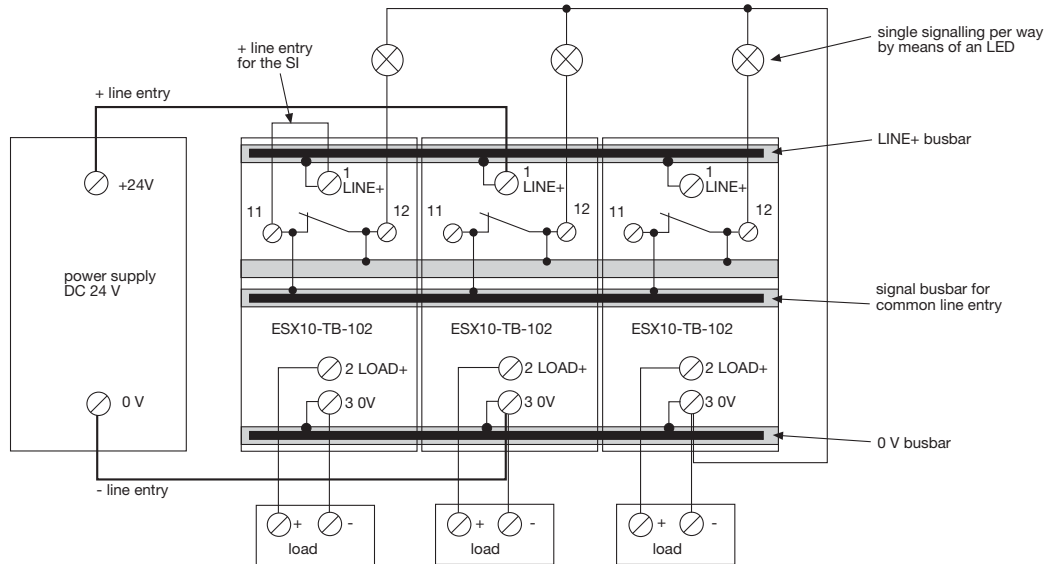 single signalling per way
by means of an LED
+ line entry
for the SI
+ line entry
LINE+ busbar
+24V
1
LINE+
1
LINE+
1
LINE+
11
12
11
12
11
12
power supply
DC 24 V
signal busbar for
common line entry
ESX10-TB-102
ESX10-TB-102
ESX10-TB-102
2 LOAD+
2 LOAD+
2 LOAD+
0 V
3 0V
3 0V
3 0V
0 V busbar
- line entry
+ -
+ -
+ -
load
load
load